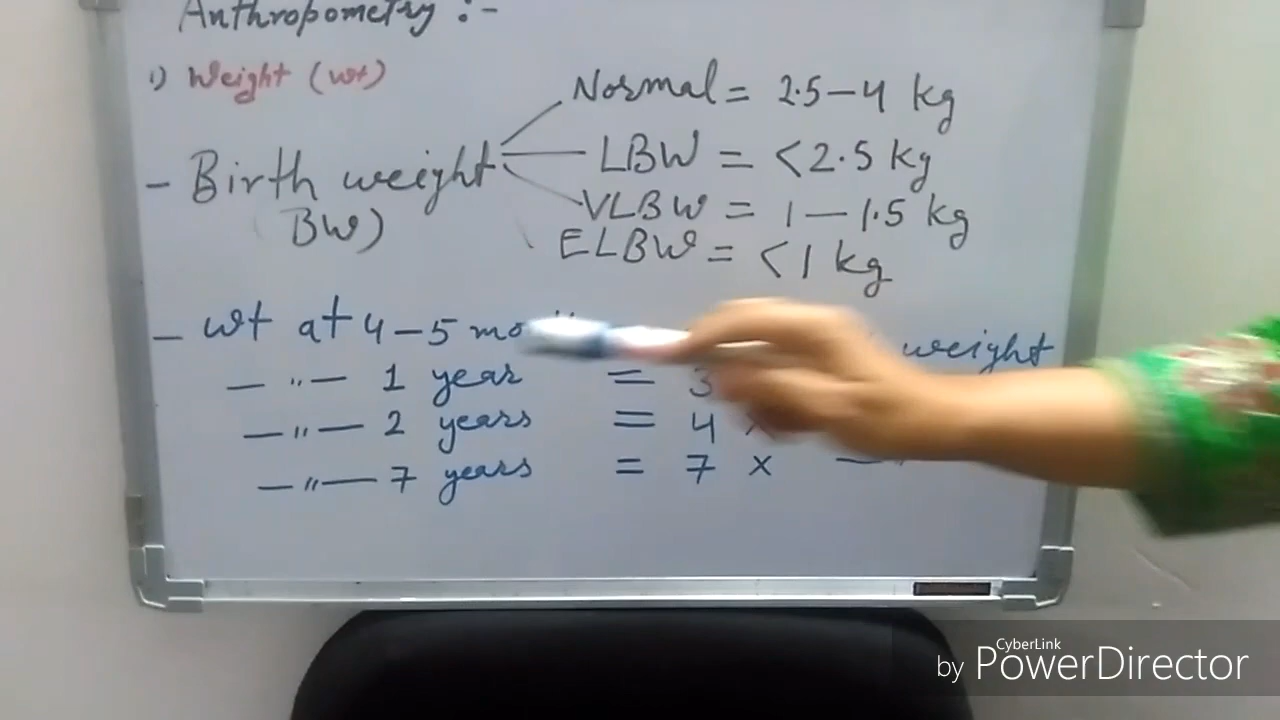 Anthropometry :-
1) Weight (wt)
- Birth weight
(BW)
Normal = 2.5-4 kg
LBW = <2.5 kg
VLBW = 1-1.5 kg
ELBW = <1 kg
- wt at 4-5 weight
-"- 1 year = 3
-"- 2 years = 4 ×
-"- 7 years = 7 × -"
CyberLink
by PowerDirector